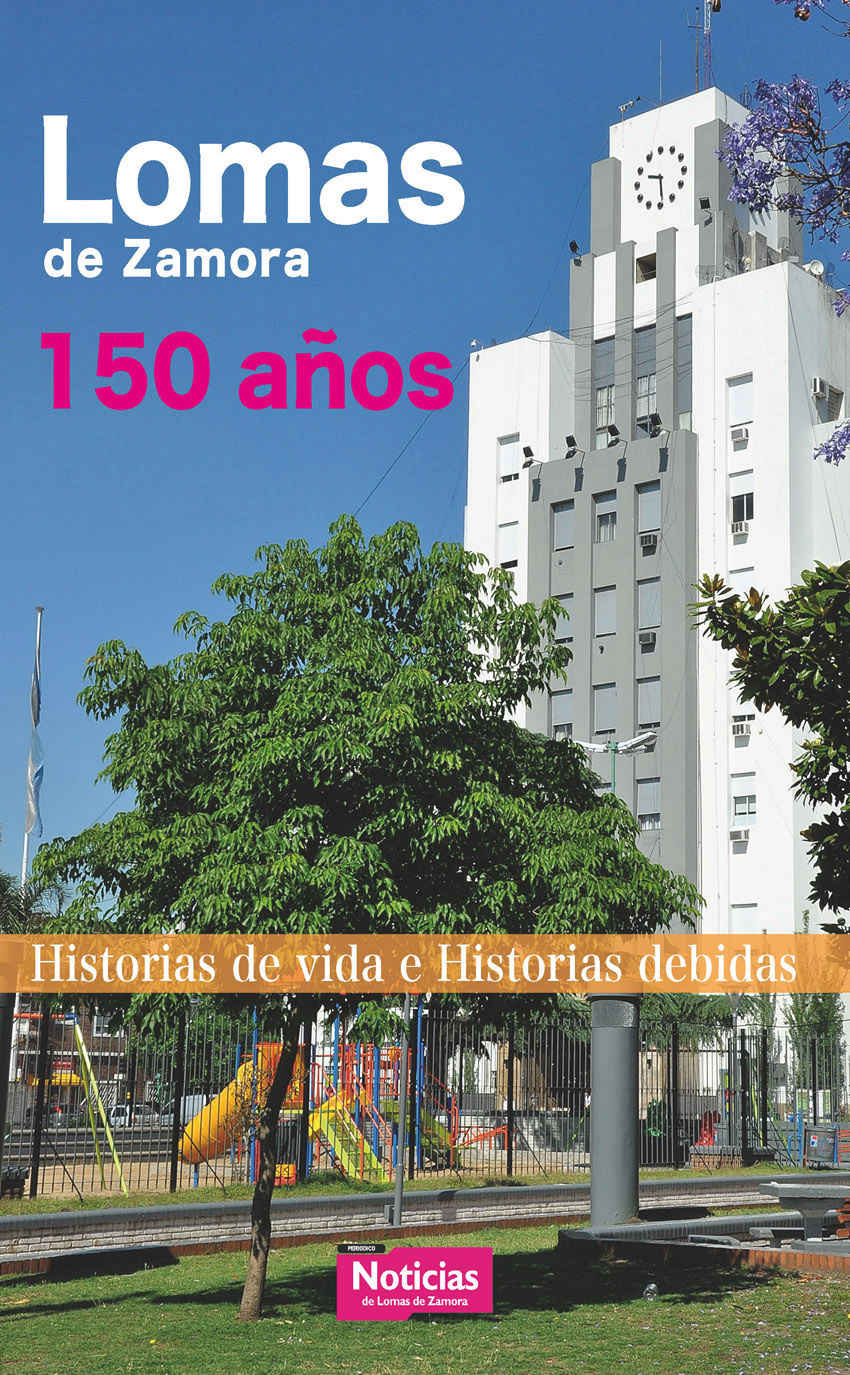 Lomas
de Zamora
150 años
Historias de vida e Historias debidas
PERIODICO
Noticias
de Lomas de Zamora